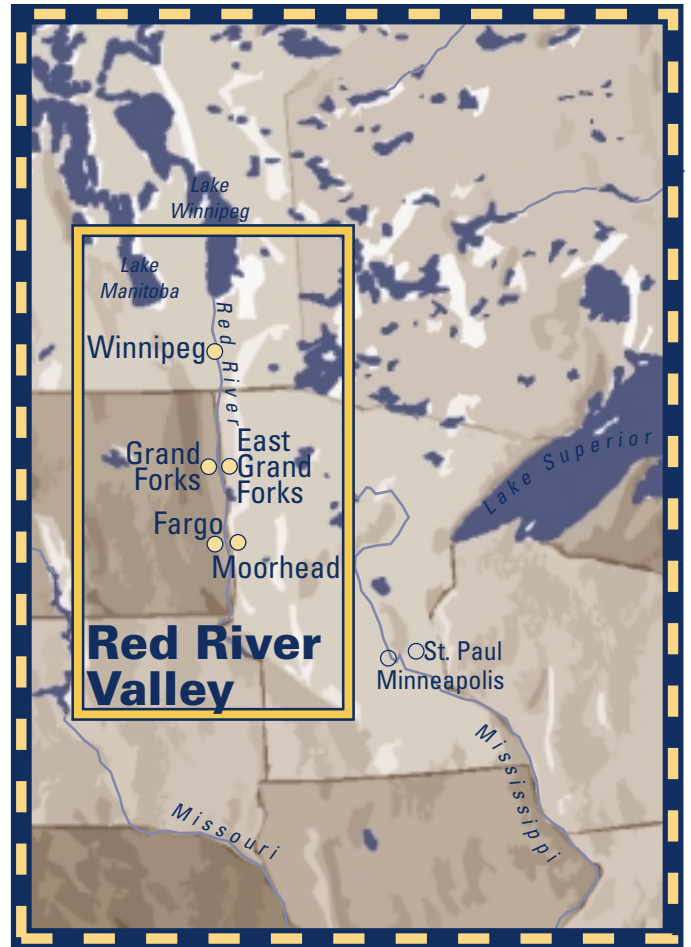 Lake
Winnipeg
Lake
Manitoba
Red River
Winnipeg
Grand
Forks
East
Grand
Forks
Fargo
Moorhead
Lake Superior
Red River
Valley
St. Paul
Minneapolis
Mississippi
Missouri